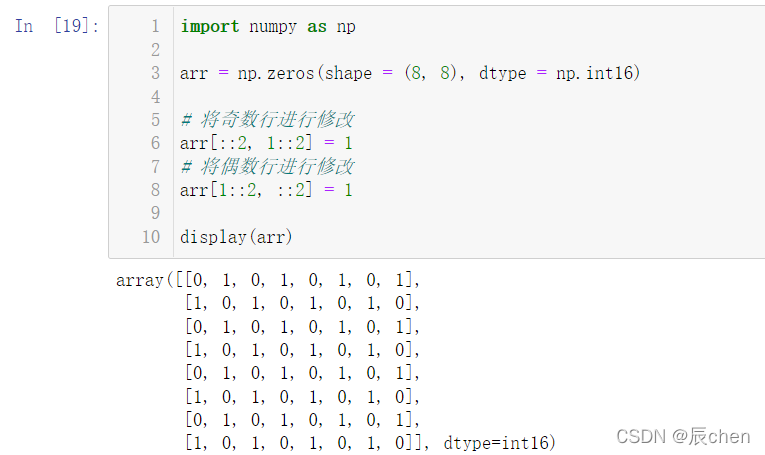 In [19]:
1 import numpy as np
2
3 arr = np.zeros(shape = (8, 8), dtype = np.int16)
4
5 # 将奇数行进行修改
6 arr[::2, 1::2] = 1
7 # 将偶数行进行修改
8 arr[1::2, ::2] = 1
9
10 display(arr)
array([[0, 1, 0, 1, 0, 1, 0, 1],
[1, 0, 1, 0, 1, 0, 1, 0],
[0, 1, 0, 1, 0, 1, 0, 1],
[1, 0, 1, 0, 1, 0, 1, 0],
[0, 1, 0, 1, 0, 1, 0, 1],
[1, 0, 1, 0, 1, 0, 1, 0],
[0, 1, 0, 1, 0, 1, 0, 1],
[1, 0, 1, 0, 1, 0, 1, 0]], dtype=int16)
CSDN @辰chen